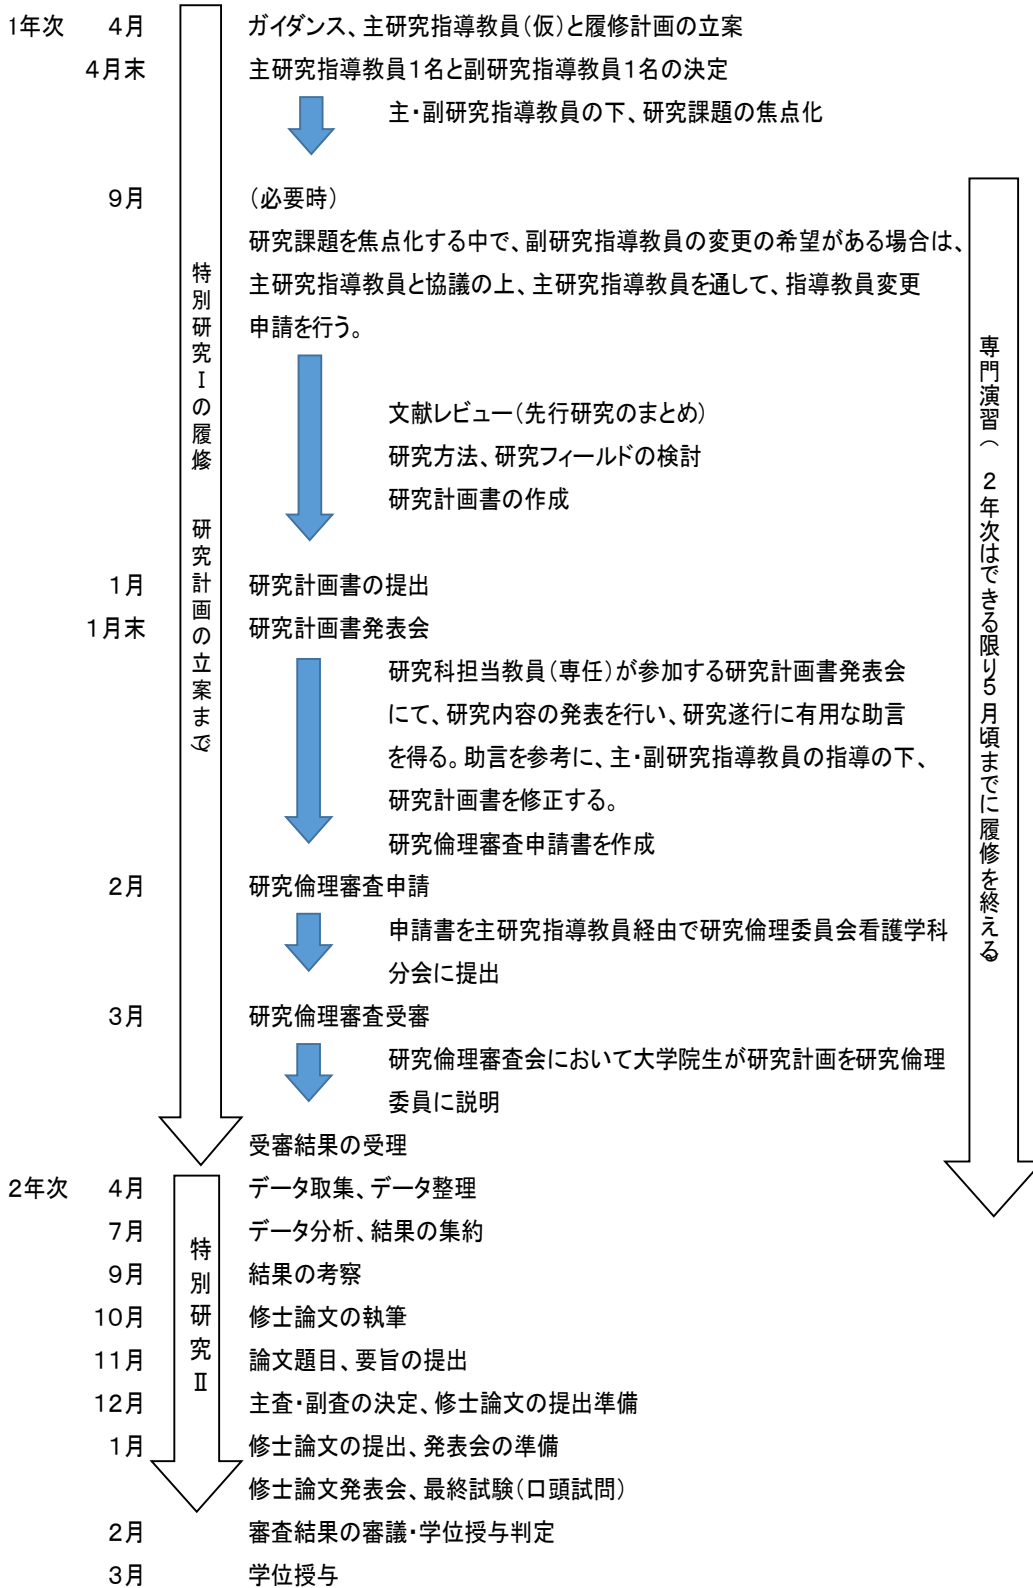 1年次 4月 ガイダンス、主研究指導教員(仮)と履修計画の立案
4月末 主研究指導教員1名と副研究指導教員1名の決定
主・副研究指導教員の下、研究課題の焦点化
9月 (必要時)
研究課題を焦点化する中で、副研究指導教員の変更の希望がある場合は、
主研究指導教員と協議の上、主研究指導教員を通して、指導教員変更
申請を行う。
文献レビュー(先行研究のまとめ)
研究方法、研究フィールドの検討
研究計画書の作成
1月 研究計画書の提出
1月末 研究計画書発表会
研究科担当教員(専任)が参加する研究計画書発表会
にて、研究内容の発表を行い、研究遂行に有用な助言
を得る。助言を参考に、主・副研究指導教員の指導の下、
研究計画書を修正する。
研究倫理審査申請書を作成
2月 研究倫理審査申請
申請書を主研究指導教員経由で研究倫理委員会看護学科
分会に提出
3月 研究倫理審査受審
研究倫理審査会において大学院生が研究計画を研究倫理
委員に説明
受審結果の受理
特別研究Ⅰの履修(研究計画の立案まで)
専門演習(2年次はできる限り5月頃までに履修を終える)
2年次 4月 データ取集、データ整理
7月 データ分析、結果の集約
9月 結果の考察
10月 修士論文の執筆
11月 論文題目、要旨の提出
12月 主査・副査の決定、修士論文の提出準備
1月 修士論文の提出、発表会の準備
修士論文発表会、最終試験(口頭試問)
2月 審査結果の審議・学位授与判定
3月 学位授与
特別研究Ⅱ